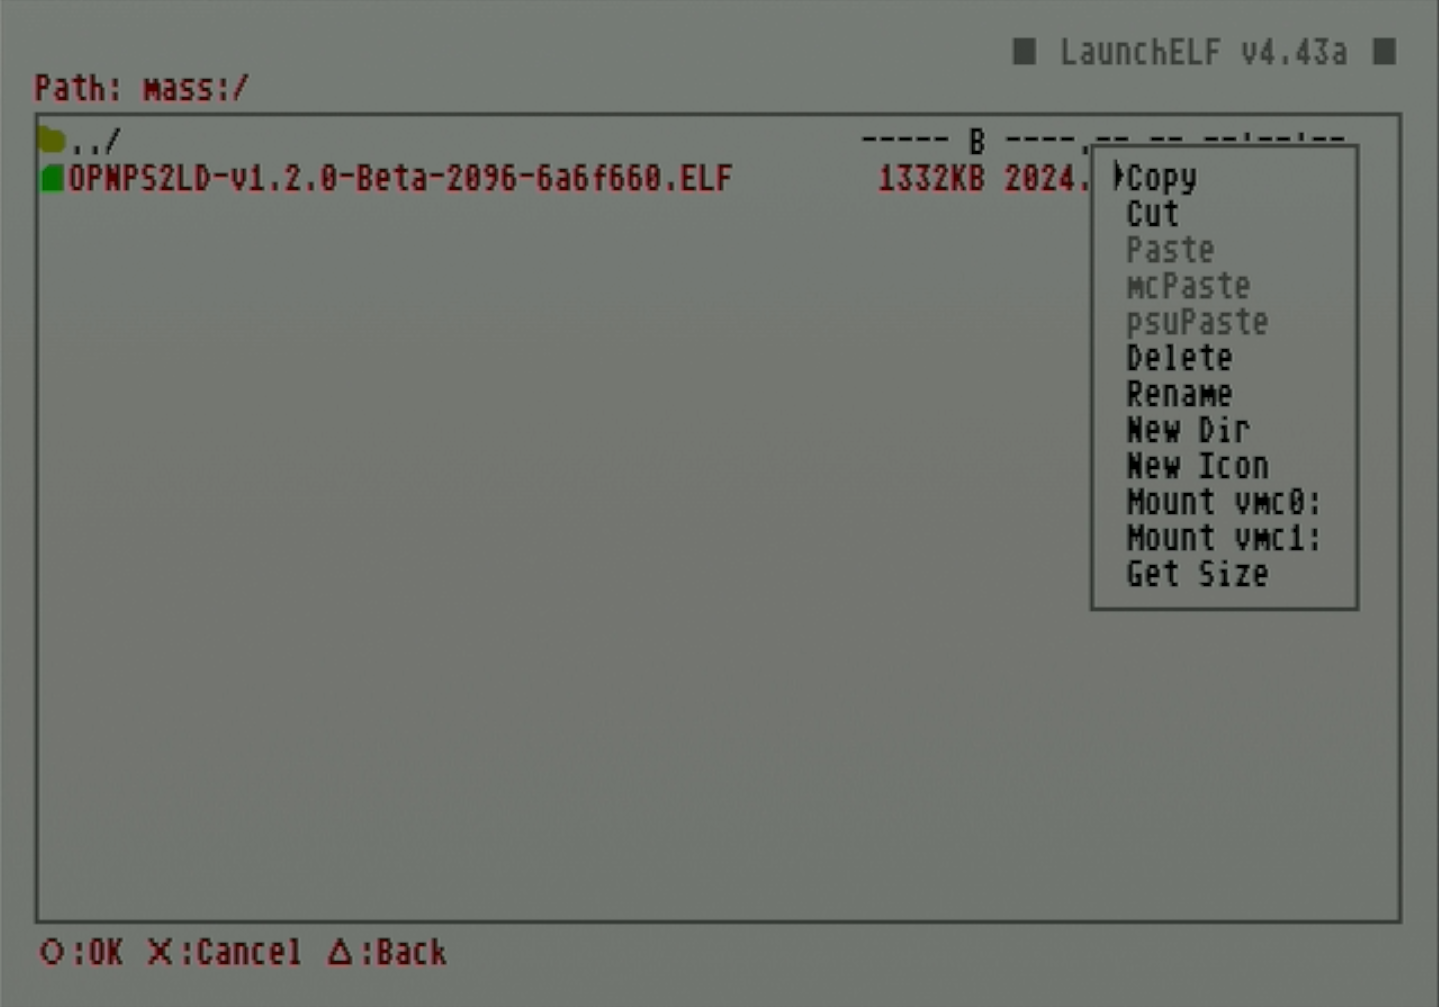 ■ LaunchELF v4.43a ■
Path: mass:/
../ ----- B ----.-- -- --:--:--
OPNPS2LD-v1.2.0-Beta-2096-6a6f660.ELF 1332KB 2024.
Copy
Cut
Paste
mcPaste
psuPaste
Delete
Rename
New Dir
New Icon
Mount vmc0:
Mount vmc1:
Get Size
O:OK X:Cancel Δ:Back